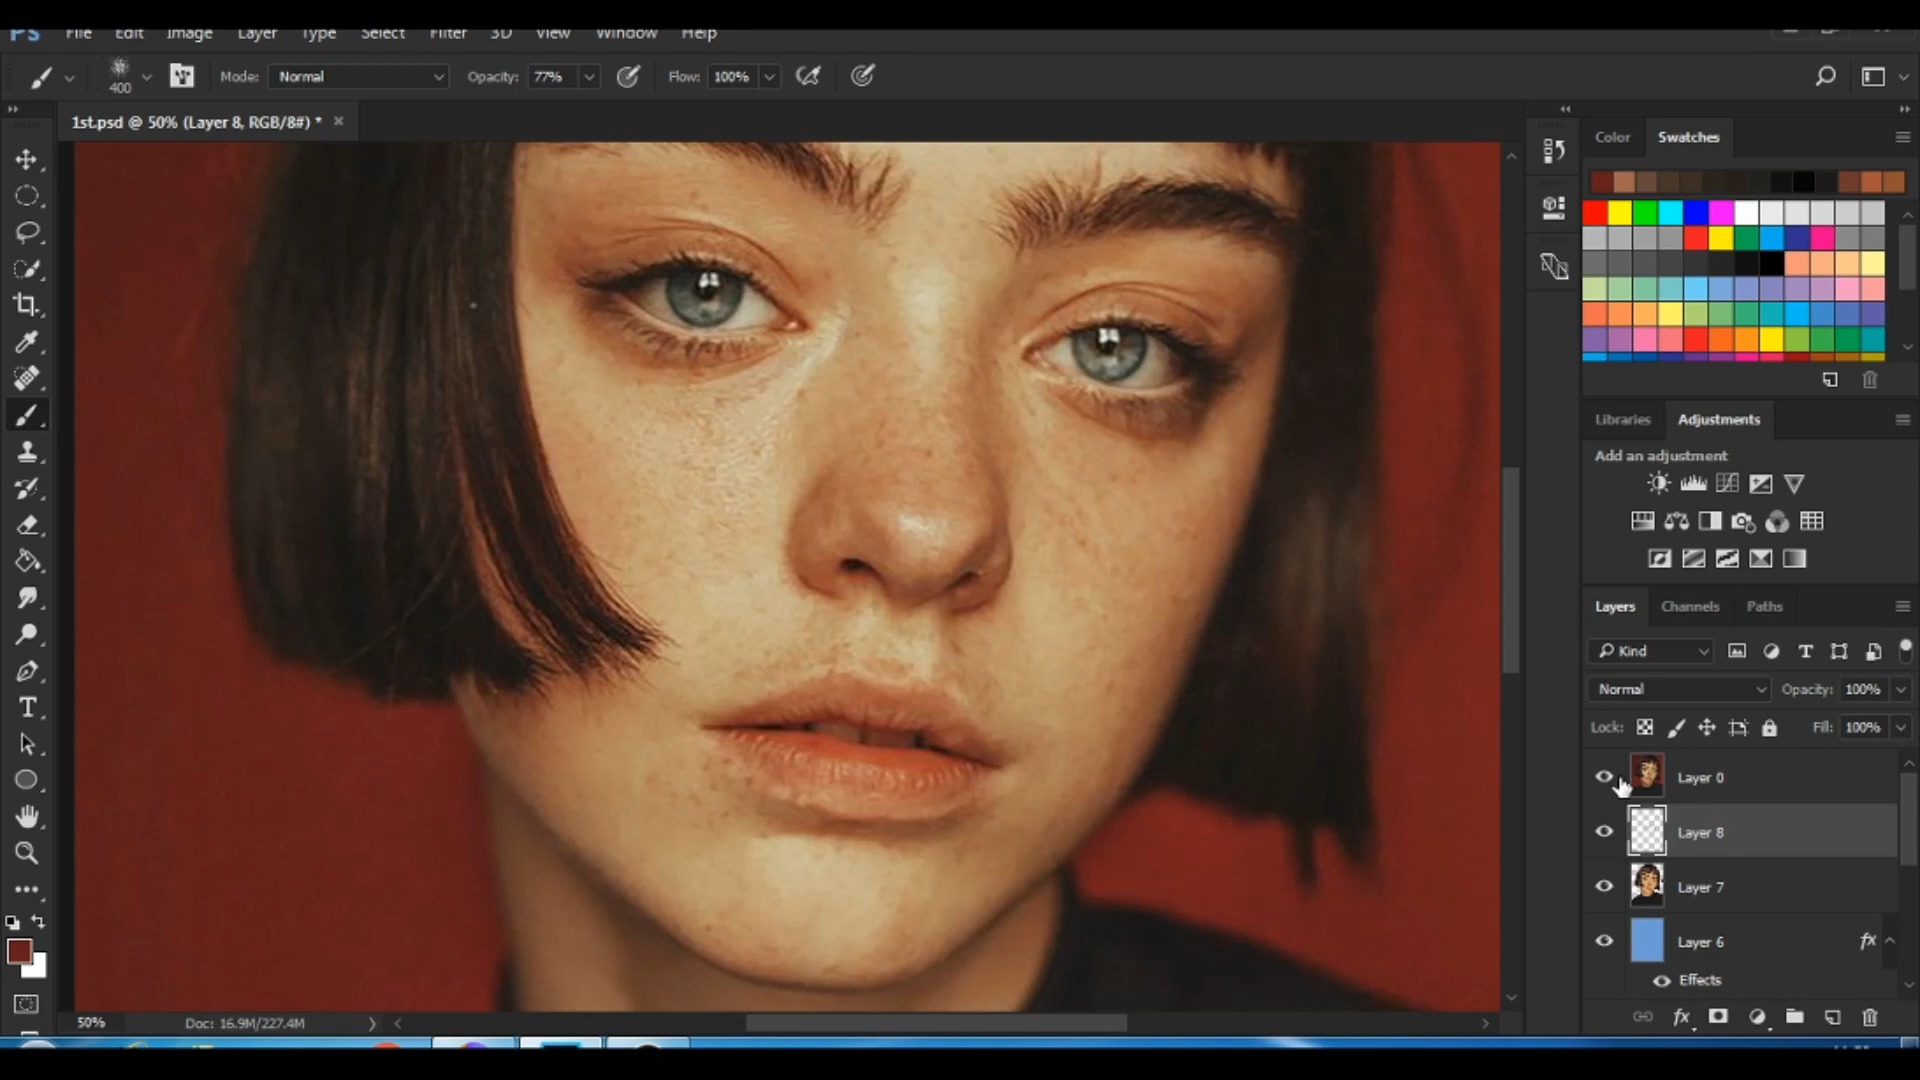 Ps File Edit Image Layer Type Select Filter 3D View Window Help
400 Mode: Normal Opacity: 77% Flow: 100%
1st.psd @ 50% (Layer 8, RGB/8#) *
Color Swatches
Libraries Adjustments
Add an adjustment
Layers Channels Paths
Kind
Normal Opacity: 100%
Lock: Fill: 100%
Layer 0
Layer 8
Layer 7
Layer 6 fx
Effects
50% Doc: 16.9M/227.4M